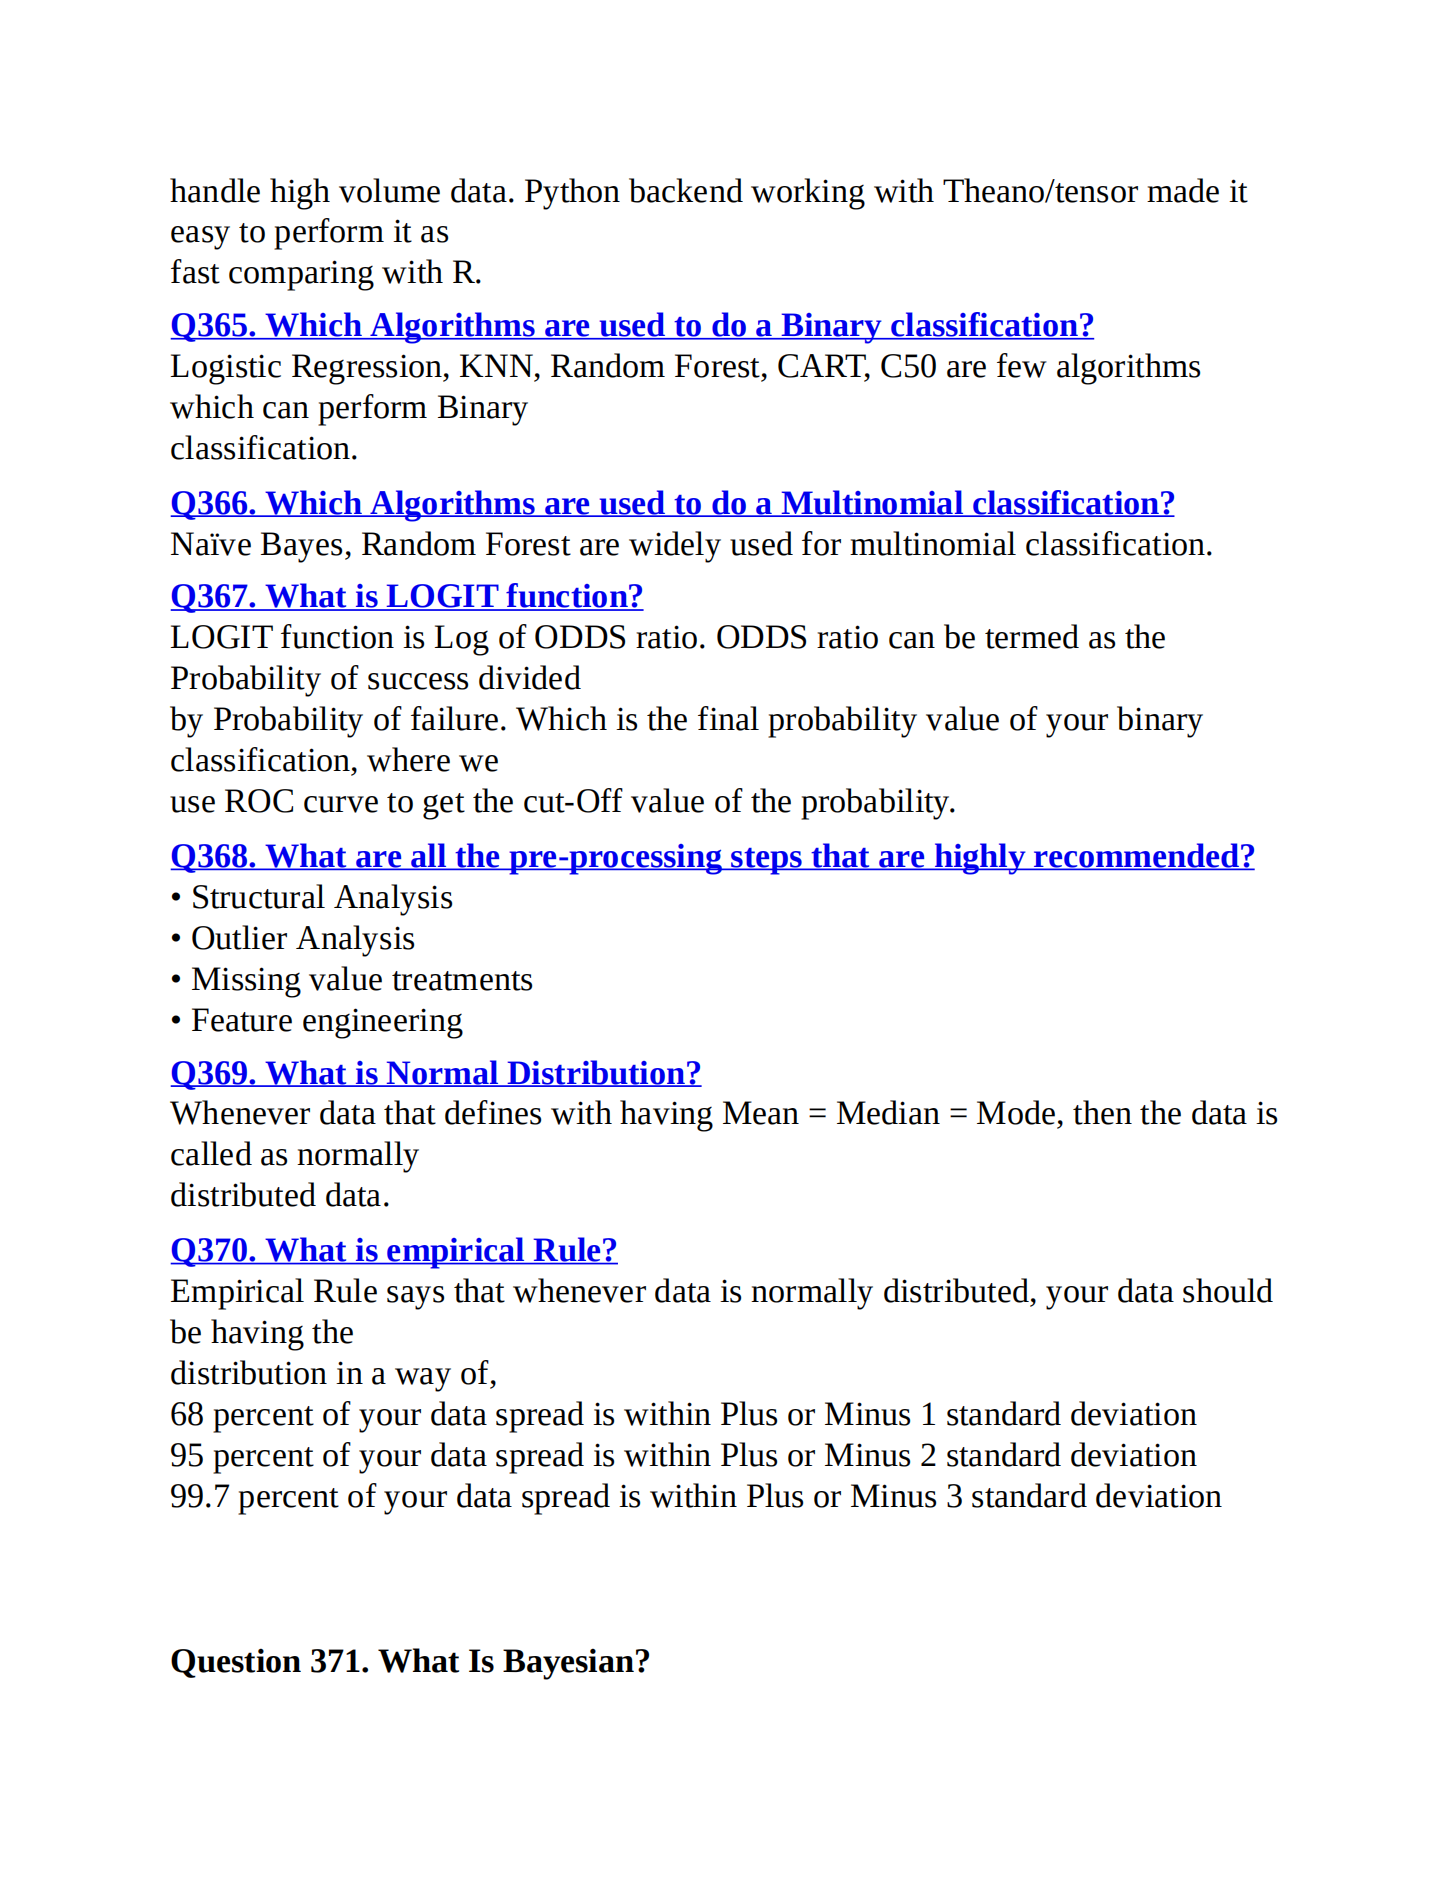 handle high volume data. Python backend working with Theano/tensor made it
easy to perform it as
fast comparing with R.
Q365. Which Algorithms are used to do a Binary classification?
Logistic Regression, KNN, Random Forest, CART, C50 are few algorithms
which can perform Binary
classification.
Q366. Which Algorithms are used to do a Multinomial classification?
Naïve Bayes, Random Forest are widely used for multinomial classification.
Q367. What is LOGIT function?
LOGIT function is Log of ODDS ratio. ODDS ratio can be termed as the
Probability of success divided
by Probability of failure. Which is the final probability value of your binary
classification, where we
use ROC curve to get the cut-Off value of the probability.
Q368. What are all the pre-processing steps that are highly recommended?
• Structural Analysis
• Outlier Analysis
• Missing value treatments
• Feature engineering
Q369. What is Normal Distribution?
Whenever data that defines with having Mean = Median = Mode, then the data is
called as normally
distributed data.
Q370. What is empirical Rule?
Empirical Rule says that whenever data is normally distributed, your data should
be having the
distribution in a way of,
68 percent of your data spread is within Plus or Minus 1 standard deviation
95 percent of your data spread is within Plus or Minus 2 standard deviation
99.7 percent of your data spread is within Plus or Minus 3 standard deviation
Question 371. What Is Bayesian?